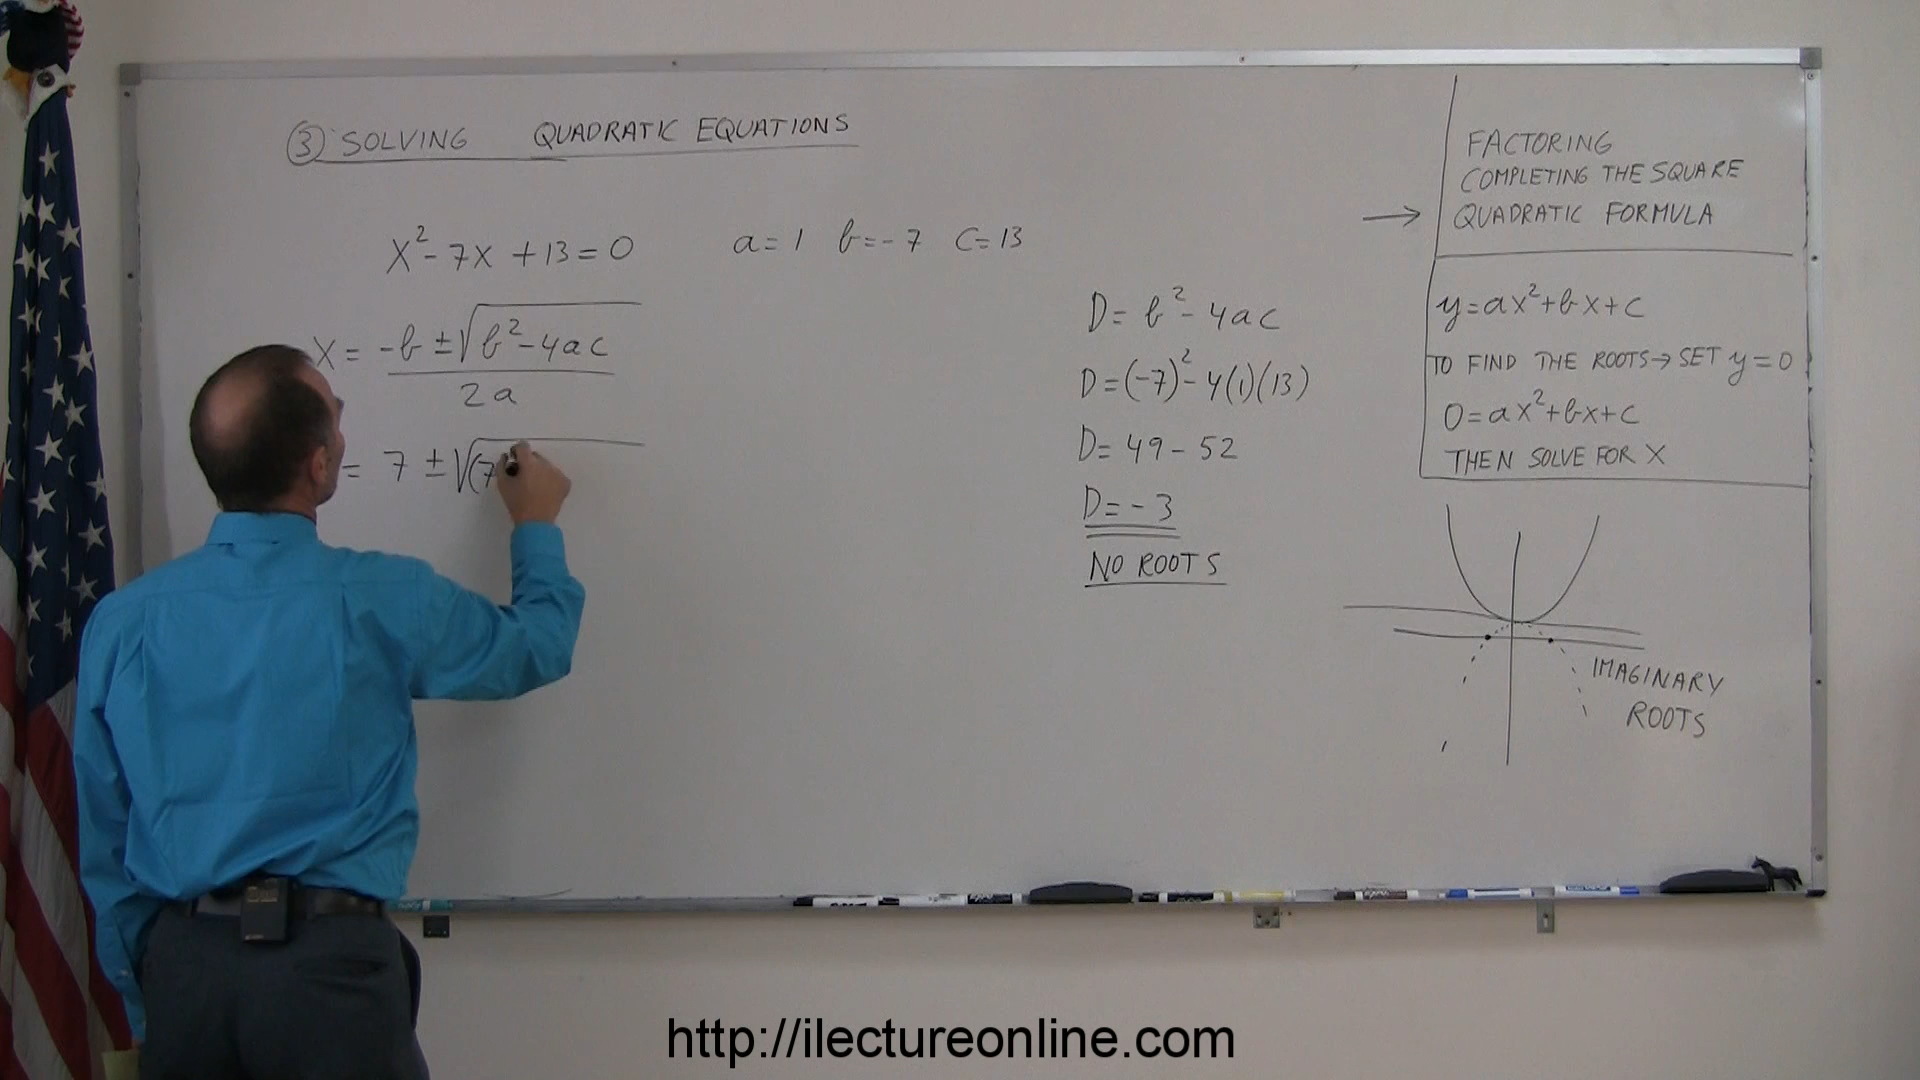 ③ SOLVING QUADRATIC EQUATIONS
x² - 7x + 13 = 0 a = 1 b = -7 c = 13
x = -b ± √(b² - 4ac)
2a
= 7 ± √(7
D = b² - 4ac
D = (-7)² - 4(1)(13)
D = 49 - 52
D = -3
NO ROOTS
FACTORING
COMPLETING THE SQUARE
→ QUADRATIC FORMULA
y = ax² + bx + c
TO FIND THE ROOTS → SET y = 0
0 = ax² + bx + c
THEN SOLVE FOR X
IMAGINARY
ROOTS
http://ilectureonline.com